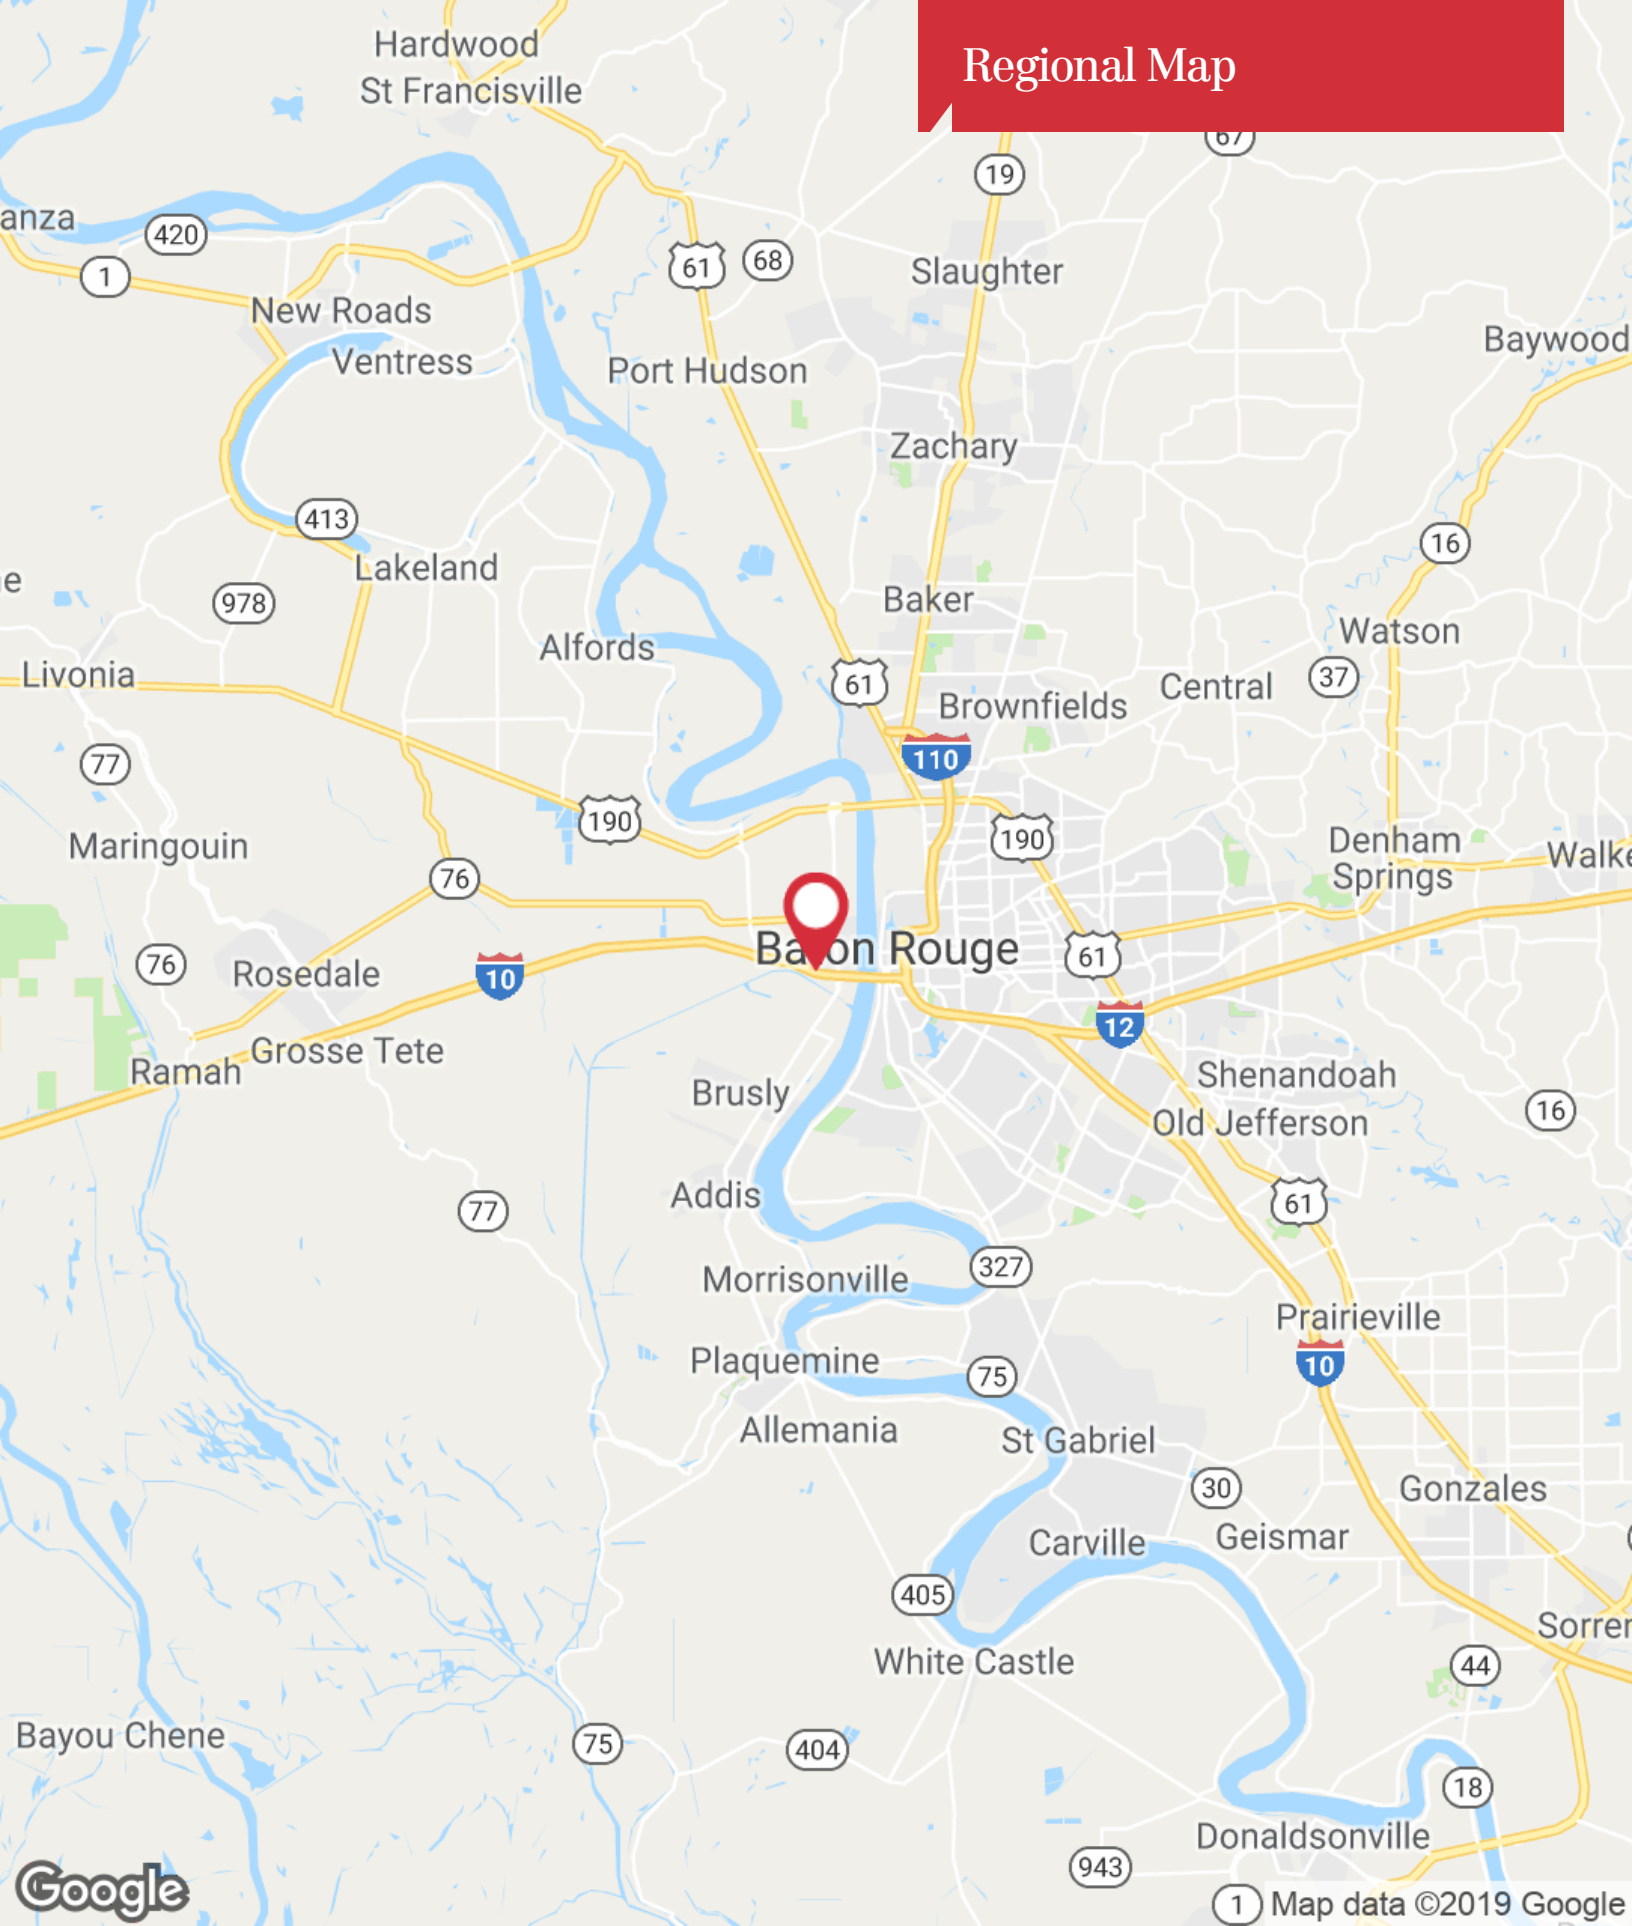 Regional Map
Hardwood
St Francisville
67
19
anza
420
1
61
68
Slaughter
New Roads
Ventress
Port Hudson
Baywood
Zachary
413
16
Lakeland
978
Baker
Alfords
Watson
Livonia
61
Central
37
Brownfields
77
110
190
190
Maringouin
Denham
Springs
Walke
76
Baton Rouge
61
76
Rosedale
10
12
Grosse Tete
Ramah
Shenandoah
Brusly
Old Jefferson
16
Addis
61
77
327
Morrisonville
Prairieville
Plaquemine
75
10
Allemania
St Gabriel
30
Gonzales
Carville
Geismar
405
Sorrer
White Castle
44
Bayou Chene
75
404
18
Donaldsonville
943
Google
1
Map data ©2019 Google